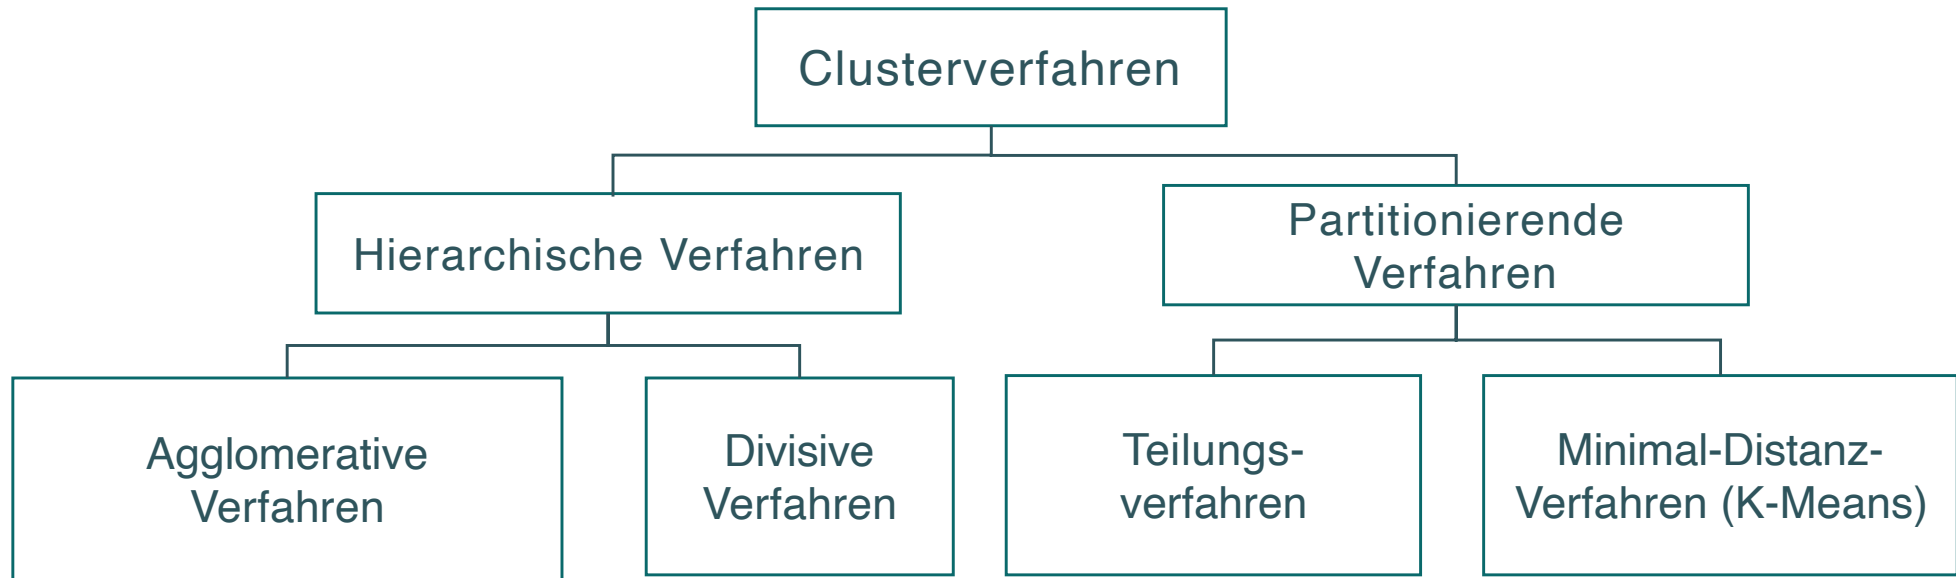 Clusterverfahren
Hierarchische Verfahren
Partitionierende
Verfahren
Agglomerative
Verfahren
Divisive
Verfahren
Teilungs-
verfahren
Minimal-Distanz-
Verfahren (K-Means)